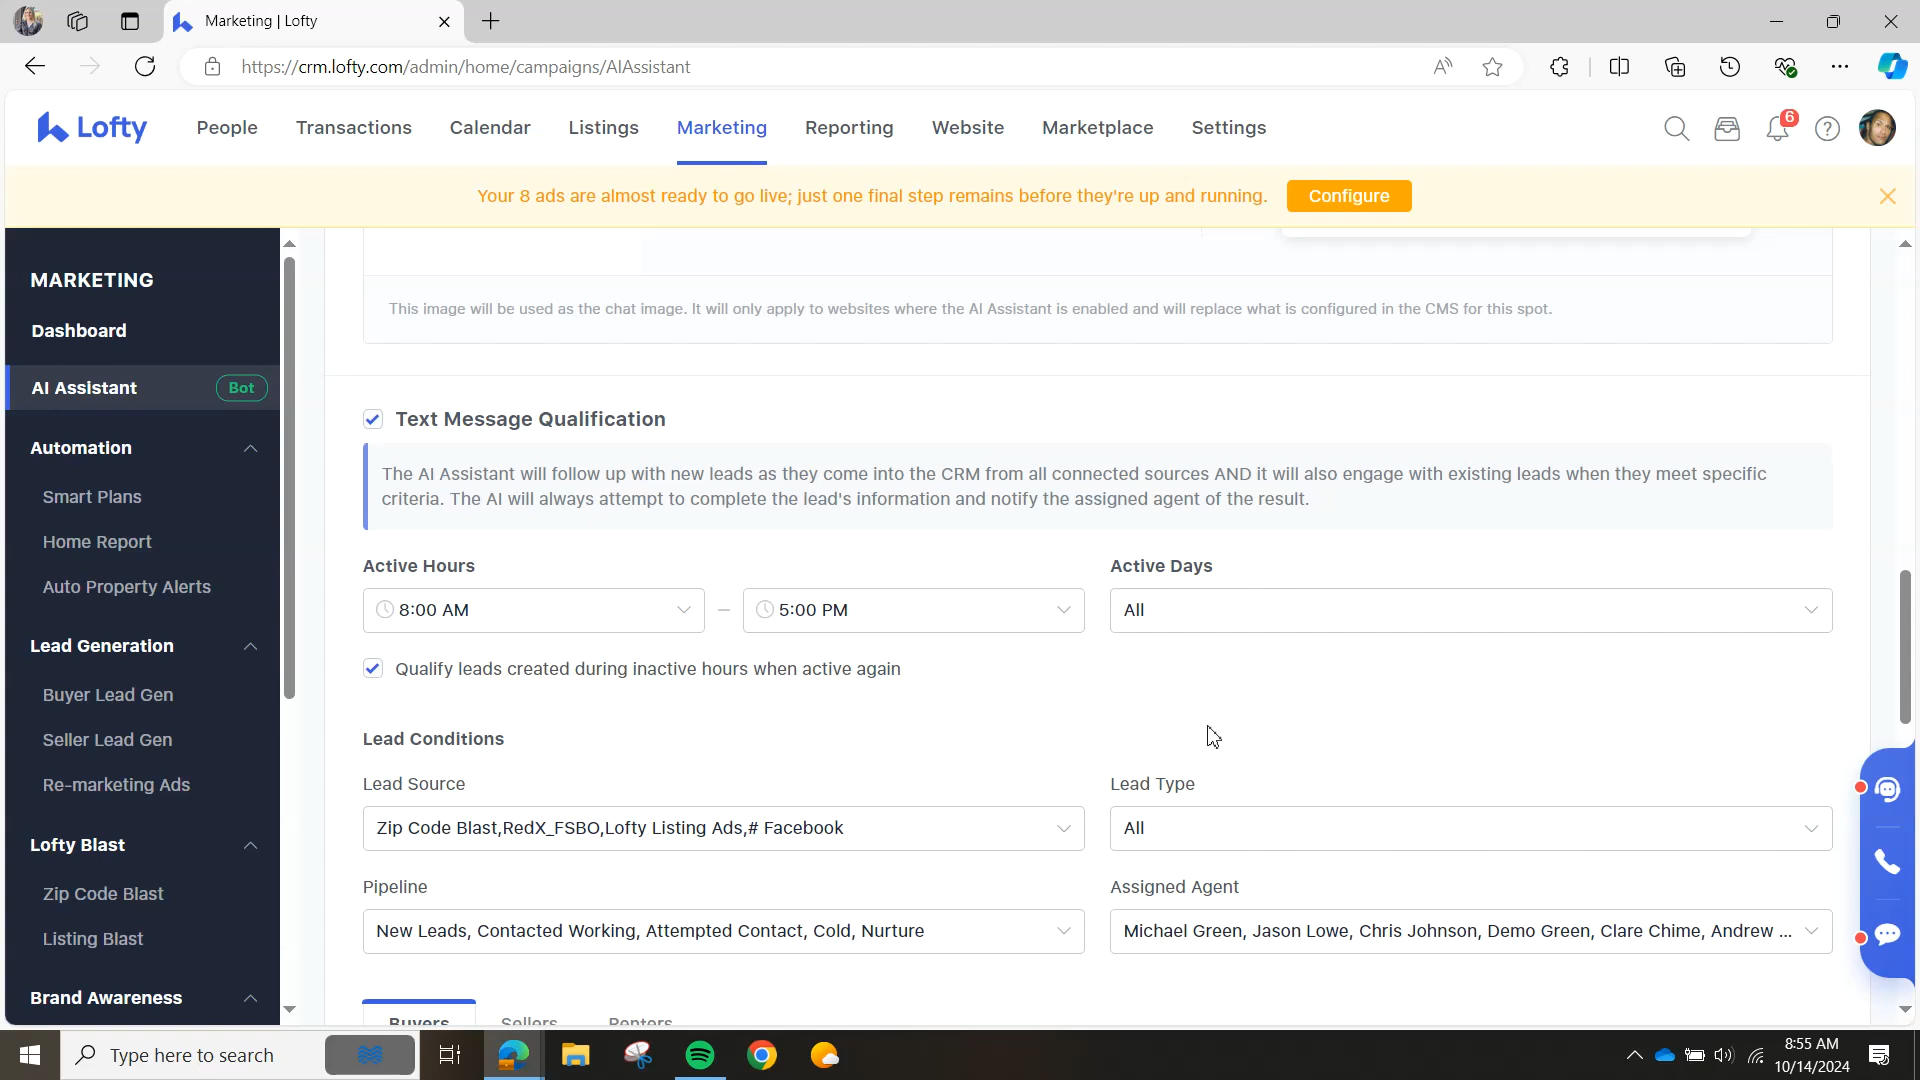 Marketing | Lofty
https://crm.lofty.com/admin/home/campaigns/AIAssistant
Lofty
People
Transactions
Calendar
Listings
Marketing
Reporting
Website
Marketplace
Settings
6
Your 8 ads are almost ready to go live; just one final step remains before they're up and running.
Configure
MARKETING
Dashboard
AI Assistant
Bot
Automation
Smart Plans
Home Report
Auto Property Alerts
Lead Generation
Buyer Lead Gen
Seller Lead Gen
Re-marketing Ads
Lofty Blast
Zip Code Blast
Listing Blast
Brand Awareness
This image will be used as the chat image. It will only apply to websites where the AI Assistant is enabled and will replace what is configured in the CMS for this spot.
Text Message Qualification
The AI Assistant will follow up with new leads as they come into the CRM from all connected sources AND it will also engage with existing leads when they meet specific
criteria. The AI will always attempt to complete the lead's information and notify the assigned agent of the result.
Active Hours
8:00 AM
–
5:00 PM
Active Days
All
Qualify leads created during inactive hours when active again
Lead Conditions
Lead Source
Zip Code Blast,RedX_FSBO,Lofty Listing Ads,# Facebook
Lead Type
All
Pipeline
New Leads, Contacted Working, Attempted Contact, Cold, Nurture
Assigned Agent
Michael Green, Jason Lowe, Chris Johnson, Demo Green, Clare Chime, Andrew ...
Buyers
Sellers
Renters
Type here to search
8:55 AM
10/14/2024